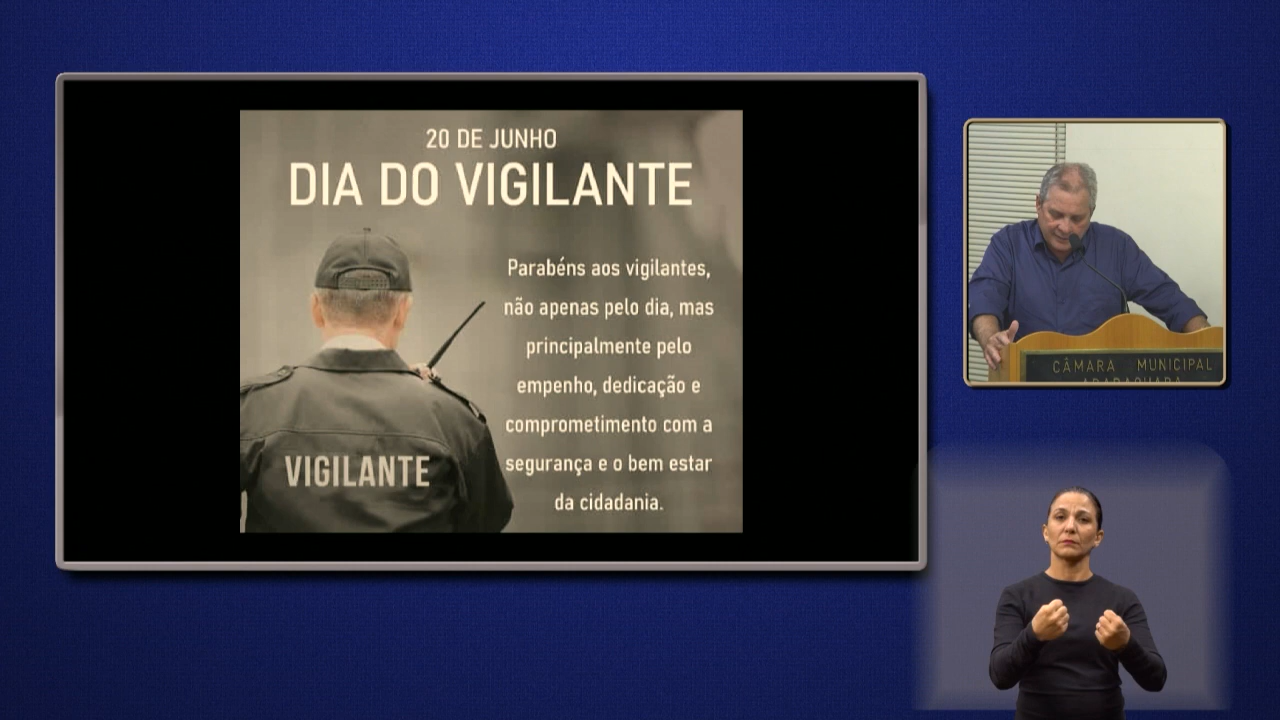 20 DE JUNHO
DIA DO VIGILANTE
Parabéns aos vigilantes,
não apenas pelo dia, mas
principalmente pelo
empenho, dedicação e
comprometimento com a
segurança e o bem estar
da cidadania.
VIGILANTE
CÂMARA MUNICIPAL
ARARAQUARA